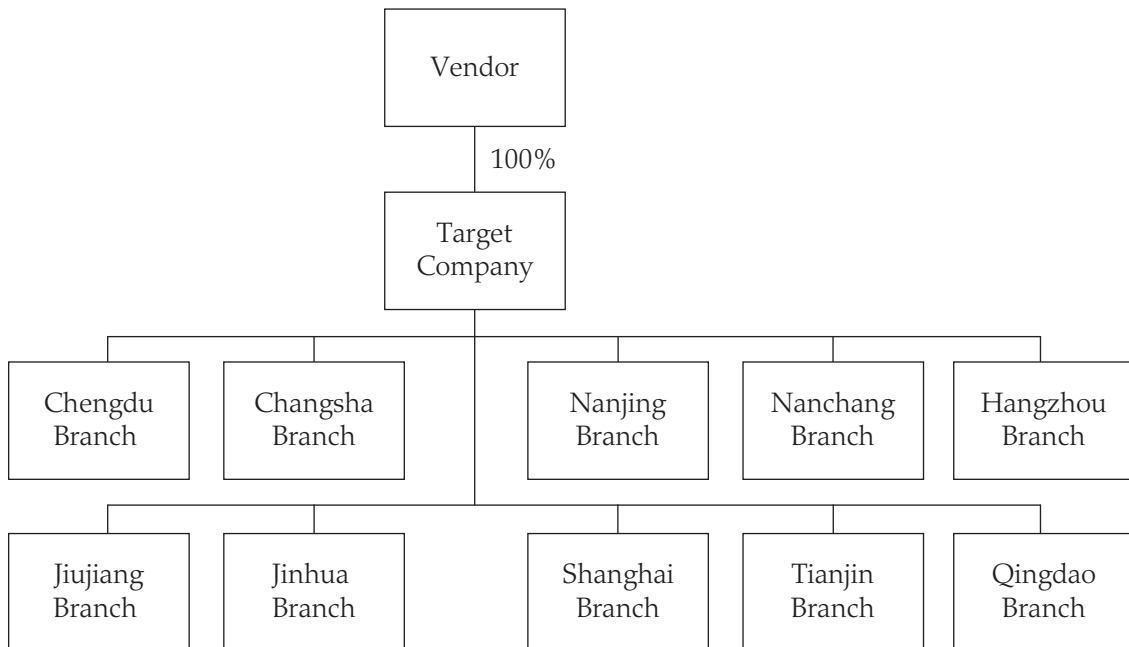 Vendor
100%
Target
Company
Chengdu
Branch
Changsha
Branch
Nanjing
Branch
Nanchang
Branch
Hangzhou
Branch
Jiujiang
Branch
Jinhua
Branch
Shanghai
Branch
Tianjin
Branch
Qingdao
Branch